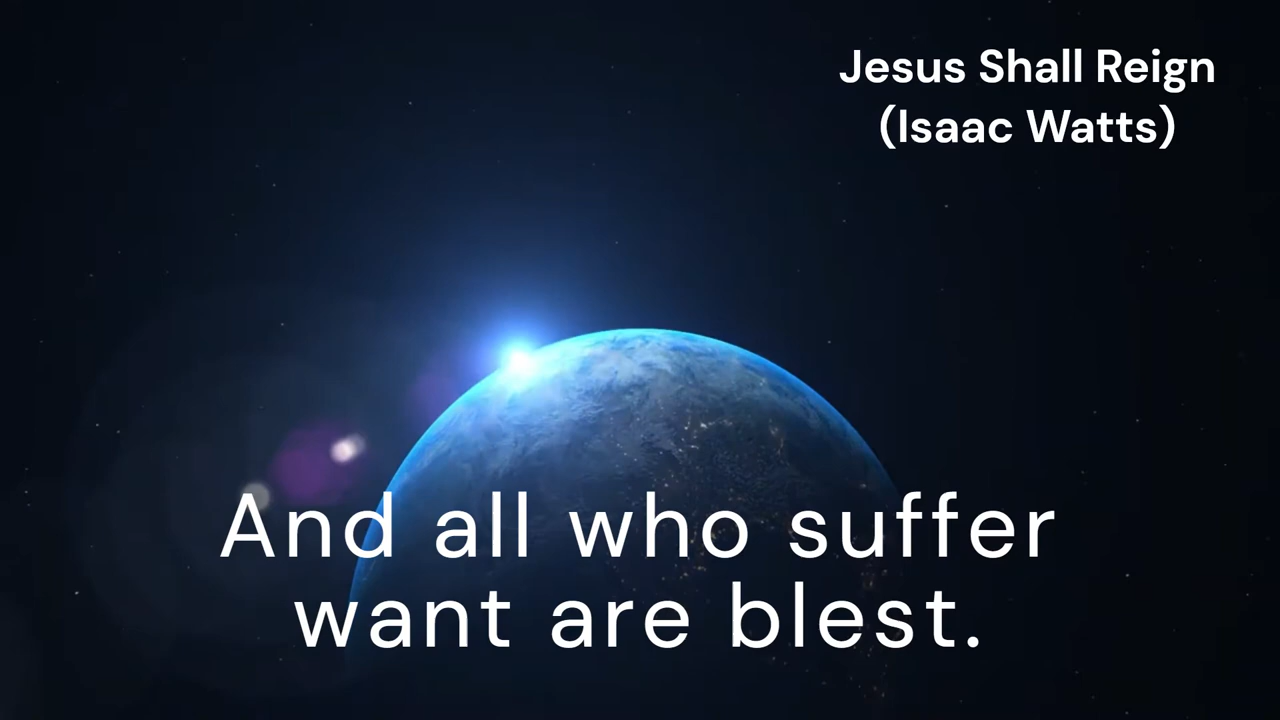 Jesus Shall Reign
(Isaac Watts)
And all who suffer
want are blest.